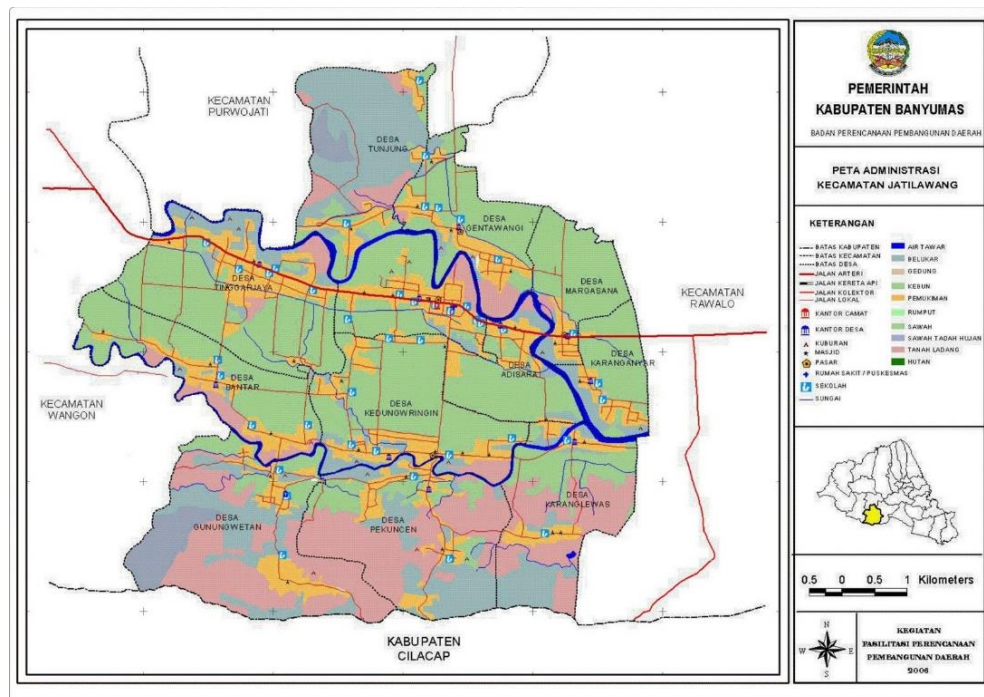 KECAMATAN
PURWOJATI
DESA
TUNJUNG
DESA
GENTAWANGI
DESA
MARGASANA
KECAMATAN
RAWALO
DESA
TINGGARJAYA
DESA
ADISARA
DESA
KARANGANYAR
DESA
BANTAR
DESA
KEDUNGWRINGIN
KECAMATAN
WANGON
DESA
GUNUNGWETAN
DESA
PEKUNCEN
DESA
KARANGLEWAS
KABUPATEN
CILACAP
PEMERINTAH
KABUPATEN BANYUMAS
BADAN PERENCANAAN PEMBANGUNAN DAERAH
PETA ADMINISTRASI
KECAMATAN JATILAWANG
KETERANGAN
BATAS KABUPATEN
BATAS KECAMATAN
BATAS DESA
JALAN ARTERI
JALAN KERETA API
JALAN KOLEKTOR
JALAN LOKAL
KANTOR CAMAT
KANTOR DESA
KUBURAN
MASJID
PASAR
RUMAH SAKIT / PUSKESMAS
SEKOLAH
SUNGAI
AIR TAWAR
BELUKAR
GEDUNG
KEBUN
PEMUKIMAN
RUMPUT
SAWAH
SAWAH TADAH HUJAN
TANAH LADANG
HUTAN
0.5 0 0.5 1 Kilometers
N
W E
S
KEGIATAN
FASILITASI PERENCANAAN
PEMBANGUNAN DAERAH
2006